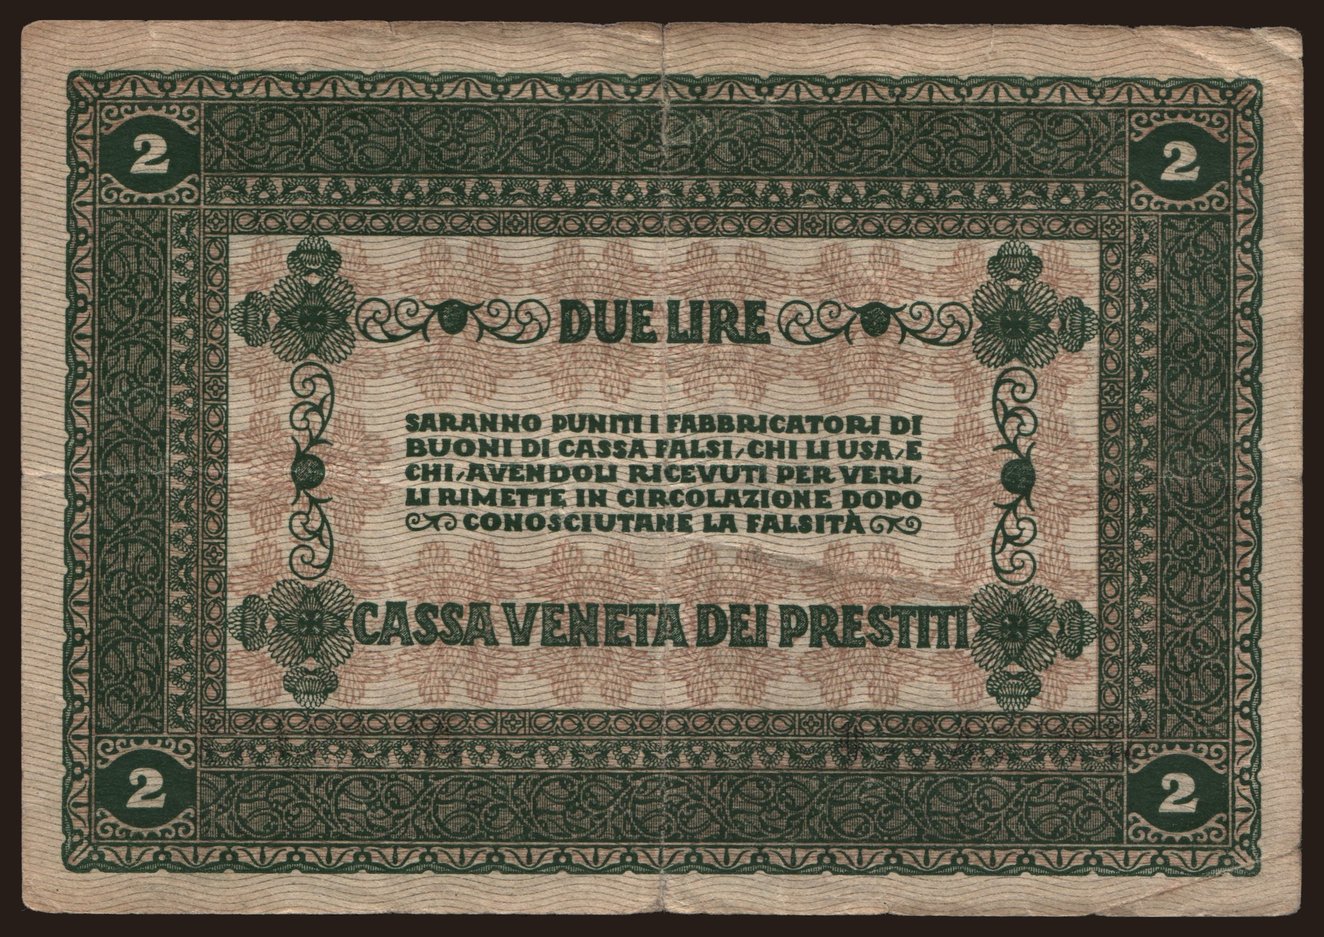 2
2
DUE LIRE
SARANNO PUNITI I FABBRICATORI DI
BUONI DI CASSA FALSI, CHI LI USA, E
CHI, AVENDOLI RICEVUTI PER VERI,
LI RIMETTE IN CIRCOLAZIONE DOPO
CONOSCIUTANE LA FALSITÀ
CASSA VENETA DEI PRESTITI
2
2